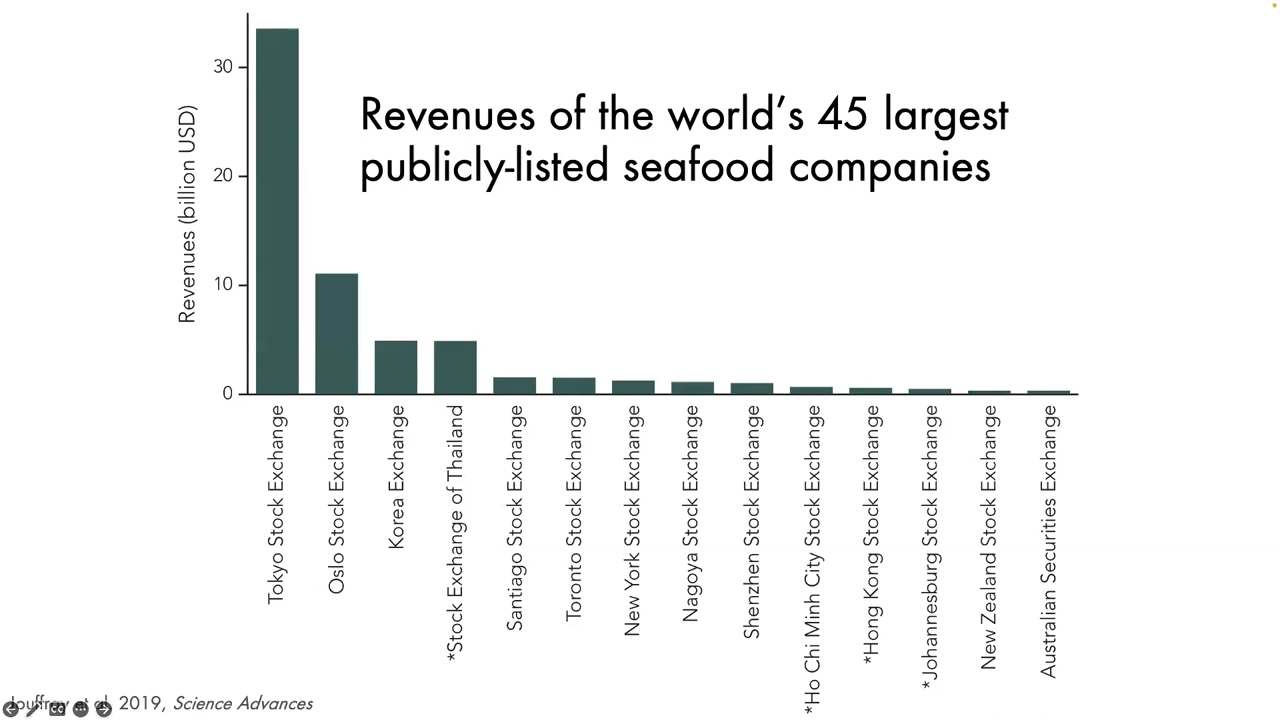 Revenues of the world’s 45 largest
publicly-listed seafood companies
Revenues (billion USD)
30
20
10
0
Tokyo Stock Exchange
Oslo Stock Exchange
Korea Exchange
*Stock Exchange of Thailand
Santiago Stock Exchange
Toronto Stock Exchange
New York Stock Exchange
Nagoya Stock Exchange
Shenzhen Stock Exchange
*Ho Chi Minh City Stock Exchange
*Hong Kong Stock Exchange
*Johannesburg Stock Exchange
New Zealand Stock Exchange
Australian Securities Exchange
Jouffray et al. 2019, Science Advances